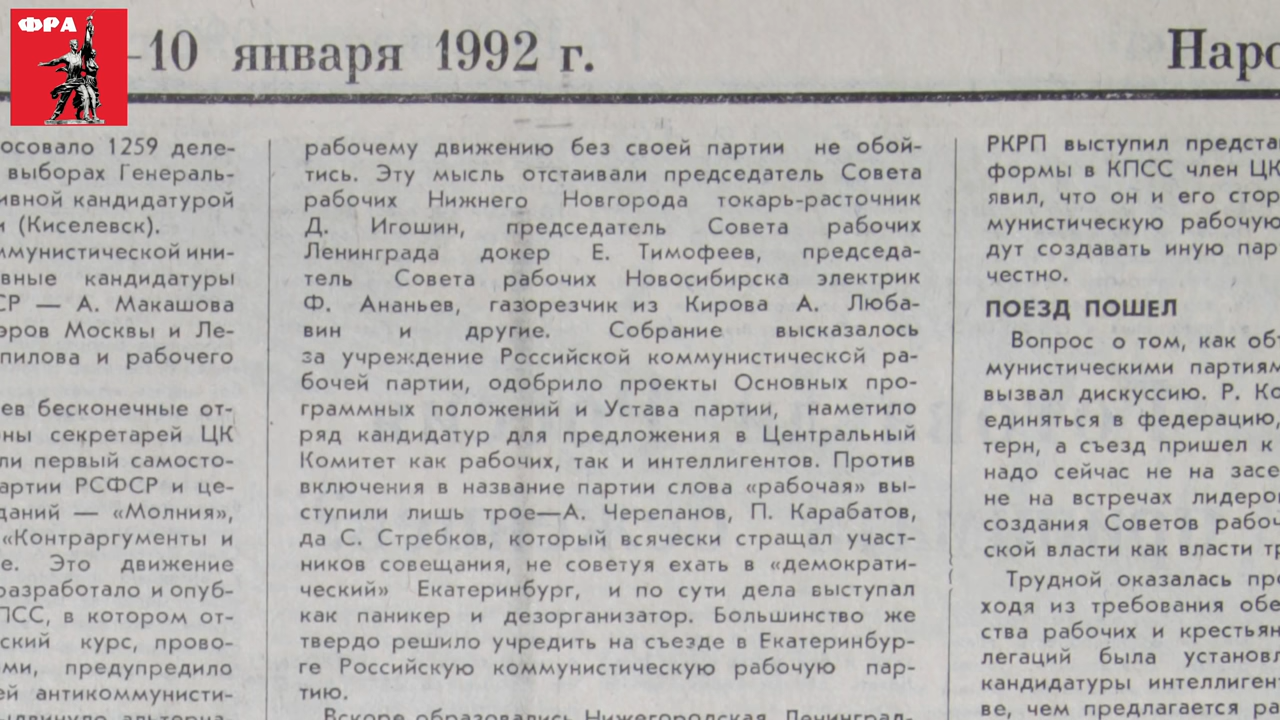 ФРА
—10 января 1992 г.
Наро
осовало 1259 деле-
выборах Генераль-
ивной кандидатурой
и (Киселевск).
ммунистической ини-
вные кандидатуры
СР — А. Макашова
эров Москвы и Ле-
пилова и рабочего
ев бесконечные от-
ны секретарей ЦК
ли первый самосто-
артии РСФСР и це-
даний — «Молния»,
«Контраргументы и
е. Это движение
разработало и опуб-
ПСС, в котором от-
ский курс, прово-
ми, предупредило
ей антикоммунисти-
рабочему движению без своей партии не обой-
тись. Эту мысль отстаивали председатель Совета
рабочих Нижнего Новгорода токарь-расточник
Д. Игошин, председатель Совета рабочих
Ленинграда докер Е. Тимофеев, председа-
тель Совета рабочих Новосибирска электрик
Ф. Ананьев, газорезчик из Кирова А. Люба-
вин и другие. Собрание высказалось
за учреждение Российской коммунистической ра-
бочей партии, одобрило проекты Основных про-
граммных положений и Устава партии, наметило
ряд кандидатур для предложения в Центральный
Комитет как рабочих, так и интеллигентов. Против
включения в название партии слова «рабочая» вы-
ступили лишь трое—А. Черепанов, П. Карабатов,
да С. Стребков, который всячески стращал участ-
ников совещания, не советуя ехать в «демократи-
ческий» Екатеринбург, и по сути дела выступал
как паникер и дезорганизатор. Большинство же
твердо решило учредить на съезде в Екатеринбур-
ге Российскую коммунистическую рабочую пар-
тию.
Вскоре образовались Нижегородская, Ленинград-
РКРП выступил предста
формы в КПСС член ЦК
явил, что он и его стор
мунистическую рабочую
дут создавать иную пар
честно.
ПОЕЗД ПОШЕЛ
Вопрос о том, как объ
мунистическими партиям
вызвал дискуссию. Р. Ко
единяться в федерацию,
терн, а съезд пришел к
надо сейчас не на засе
не на встречах лидеров
создания Советов рабоч
ской власти как власти тр
Трудной оказалась про
ходя из требования обе
ства рабочих и крестьян
легаций была установл
кандидатуры интеллигент
ве, чем предлагается ра